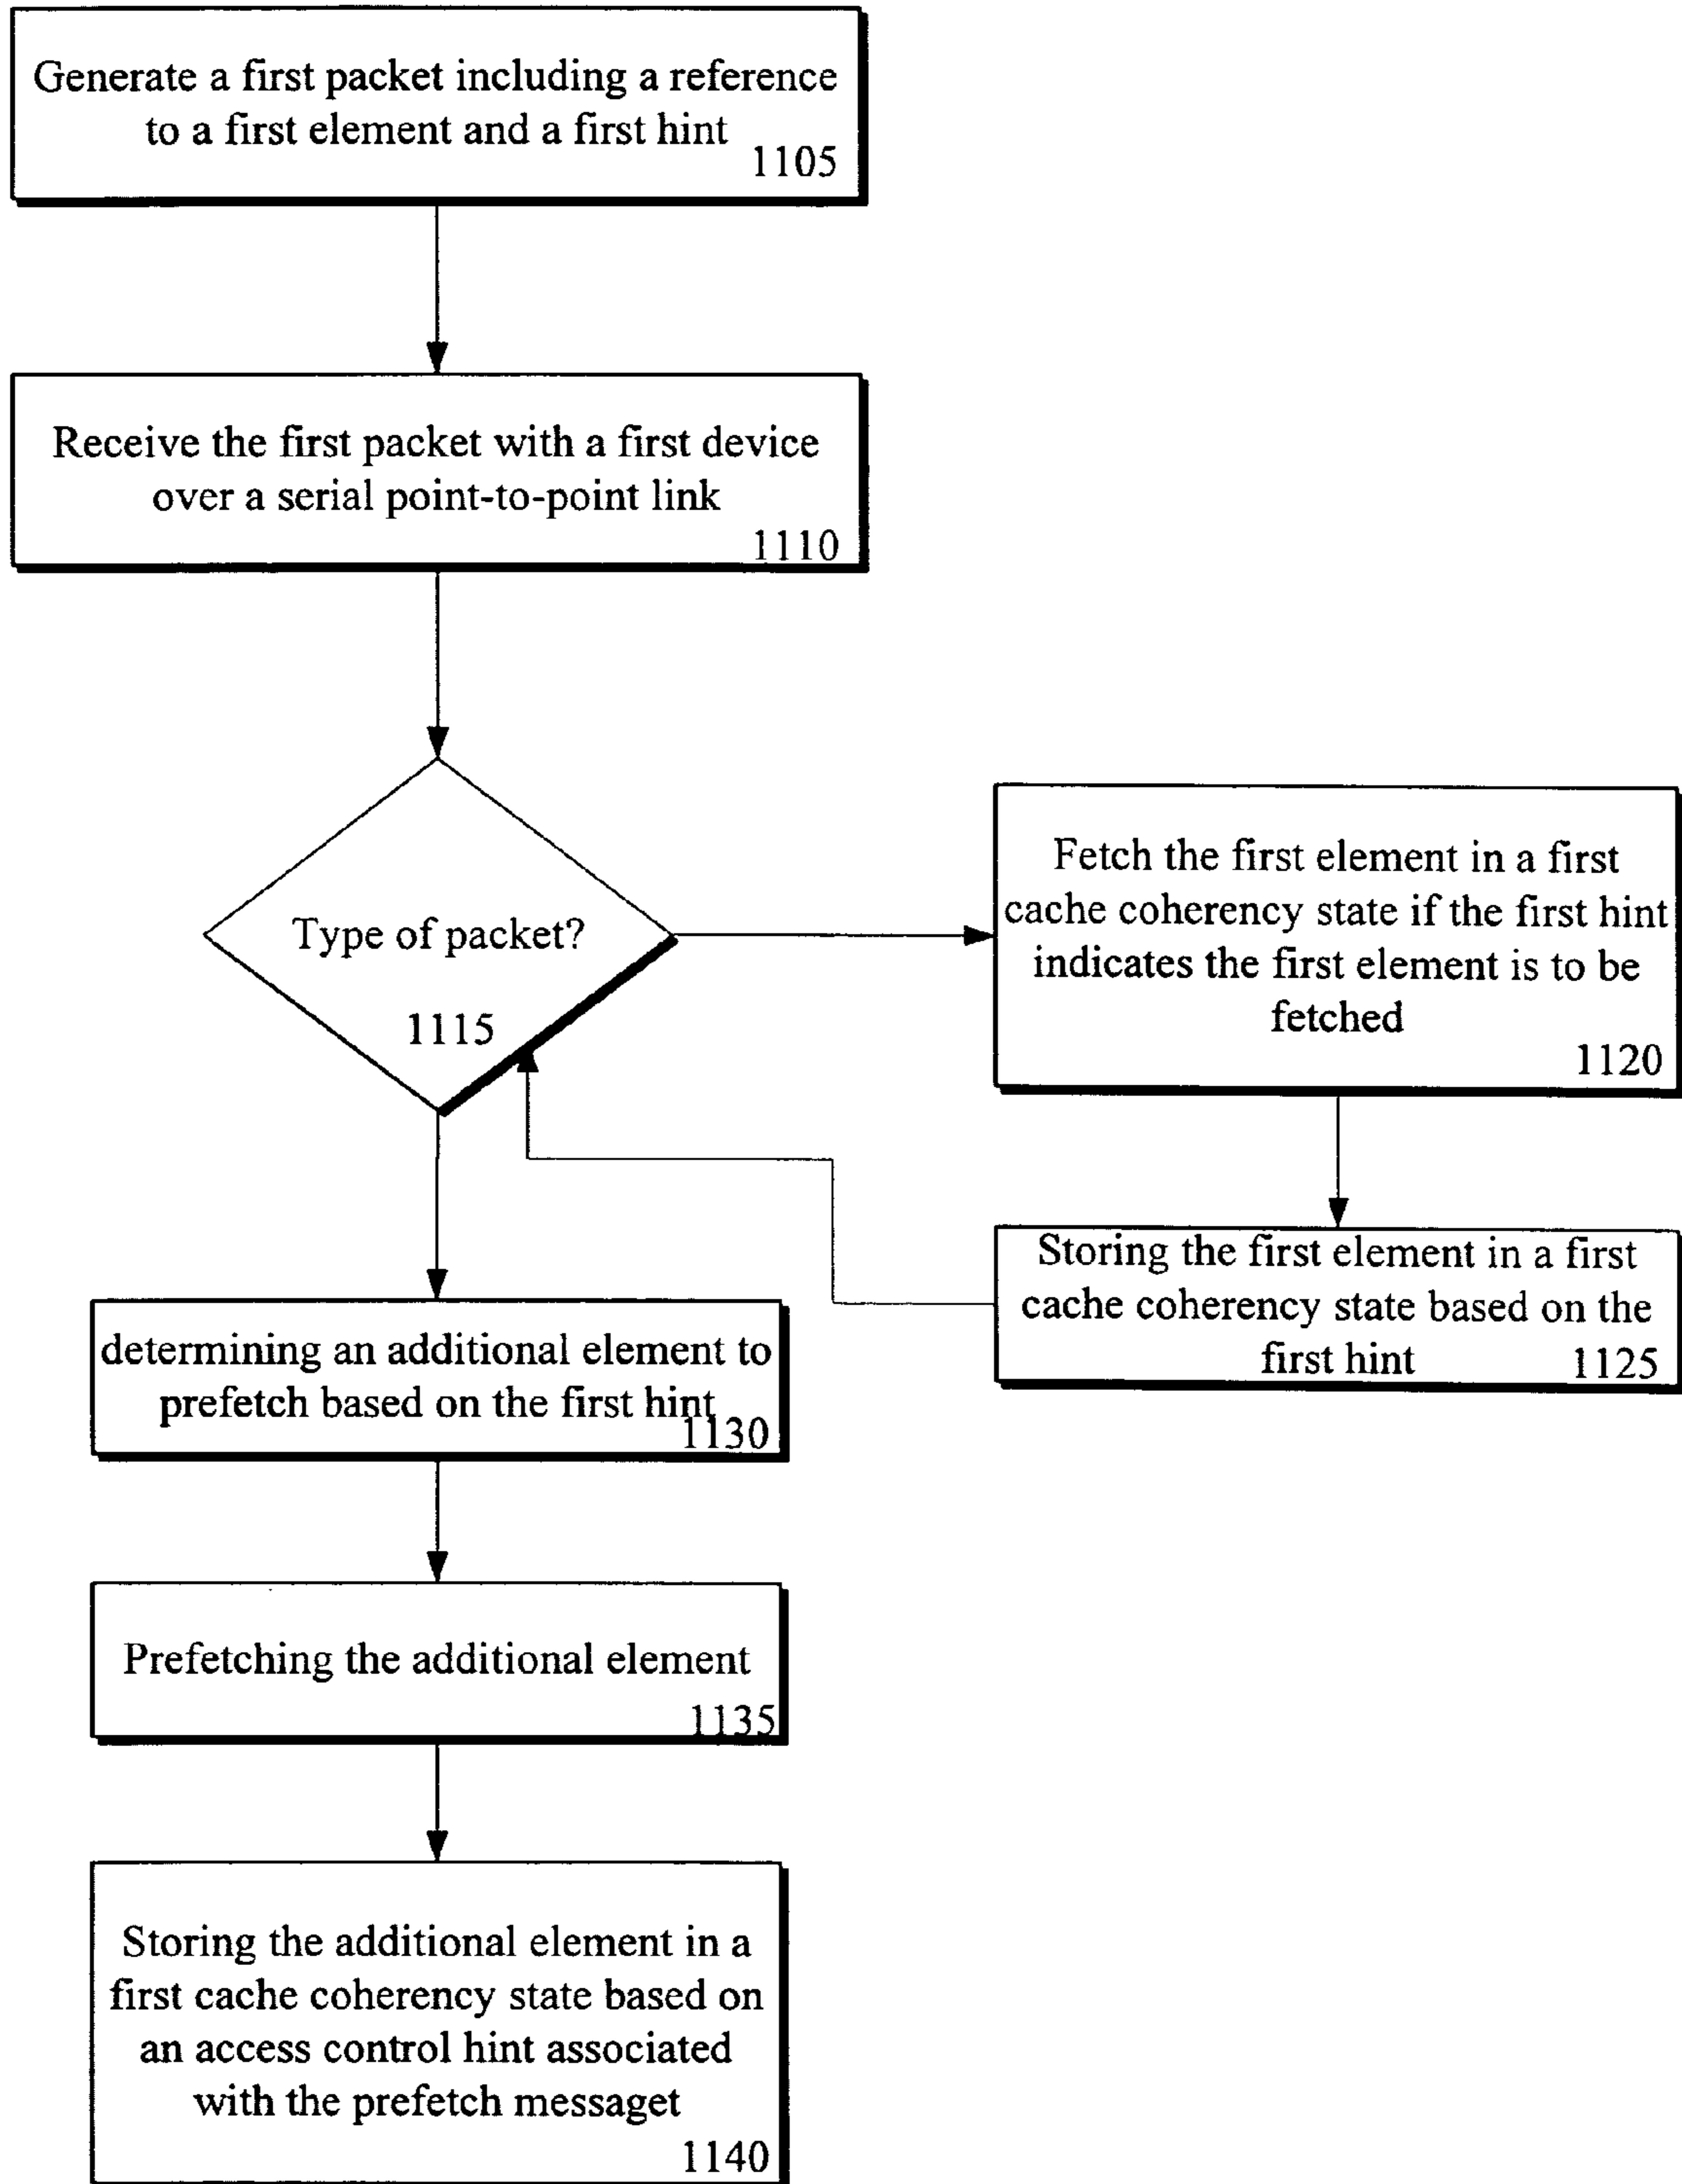 Generate a first packet including a reference
to a first element and a first hint
1105
Receive the first packet with a first device
over a serial point-to-point link
1110
Type of packet?
1115
Fetch the first element in a first
cache coherency state if the first hint
indicates the first element is to be
fetched
1120
Storing the first element in a first
cache coherency state based on the
first hint
1125
determining an additional element to
prefetch based on the first hint
1130
Prefetching the additional element
1135
Storing the additional element in a
first cache coherency state based on
an access control hint associated
with the prefetch messaget
1140